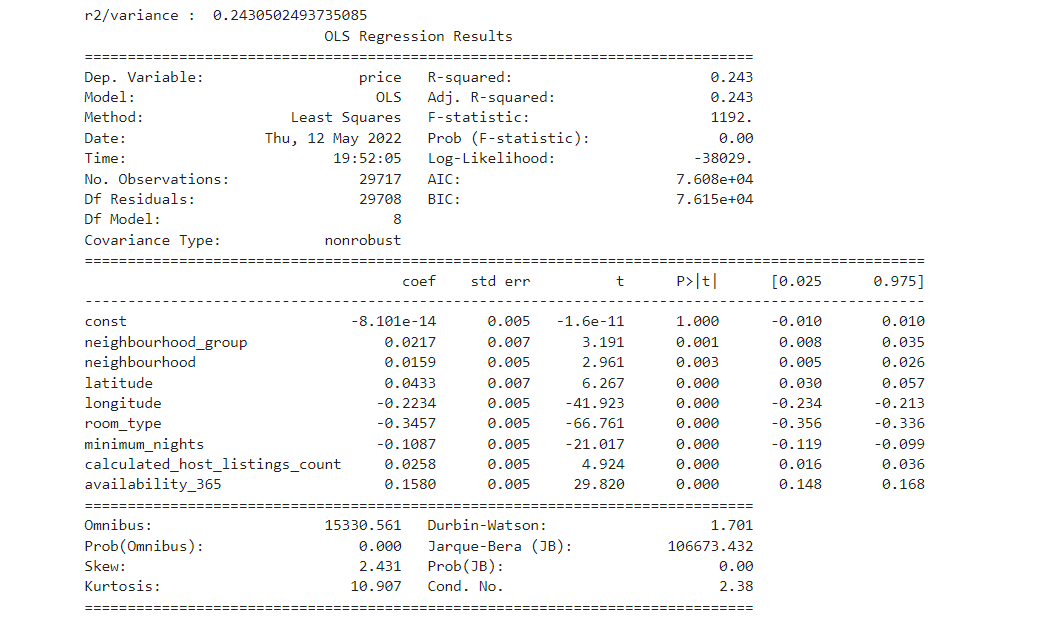 r2/variance :  0.2430502493735085
                            OLS Regression Results
==============================================================================
Dep. Variable:                  price   R-squared:                       0.243
Model:                            OLS   Adj. R-squared:                  0.243
Method:                 Least Squares   F-statistic:                     1192.
Date:                Thu, 12 May 2022   Prob (F-statistic):               0.00
Time:                        19:52:05   Log-Likelihood:                -38029.
No. Observations:               29717   AIC:                         7.608e+04
Df Residuals:                   29708   BIC:                         7.615e+04
Df Model:                           8
Covariance Type:            nonrobust
==================================================================================================
                                     coef    std err          t      P>|t|      [0.025      0.975]
--------------------------------------------------------------------------------------------------
const                          -8.101e-14      0.005   -1.6e-11      1.000      -0.010       0.010
neighbourhood_group                0.0217      0.007      3.191      0.001       0.008       0.035
neighbourhood                      0.0159      0.005      2.961      0.003       0.005       0.026
latitude                           0.0433      0.007      6.267      0.000       0.030       0.057
longitude                         -0.2234      0.005    -41.923      0.000      -0.234      -0.213
room_type                         -0.3457      0.005    -66.761      0.000      -0.356      -0.336
minimum_nights                    -0.1087      0.005    -21.017      0.000      -0.119      -0.099
calculated_host_listings_count     0.0258      0.005      4.924      0.000       0.016       0.036
availability_365                   0.1580      0.005     29.820      0.000       0.148       0.168
==============================================================================
Omnibus:                    15330.561   Durbin-Watson:                   1.701
Prob(Omnibus):                  0.000   Jarque-Bera (JB):           106673.432
Skew:                           2.431   Prob(JB):                         0.00
Kurtosis:                      10.907   Cond. No.                         2.38
==============================================================================